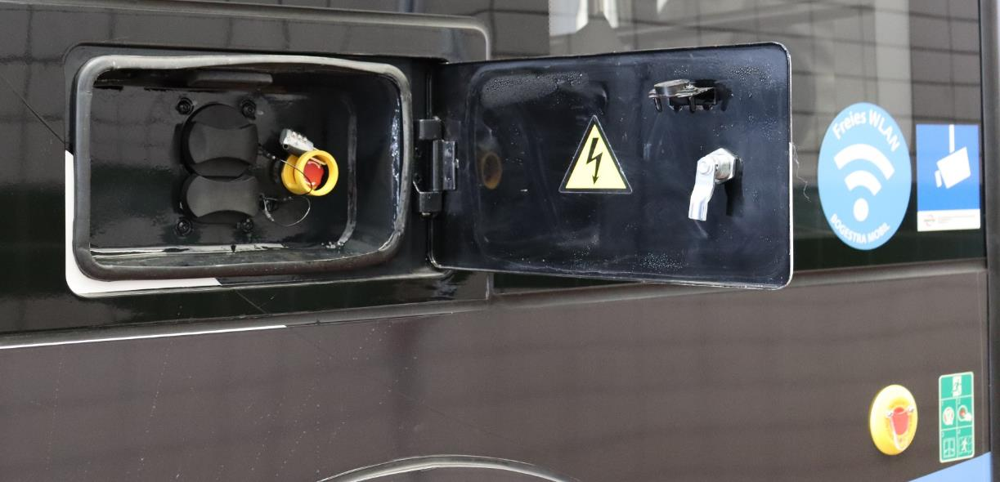 Freies WLAN
BOGESTRA MOBIL